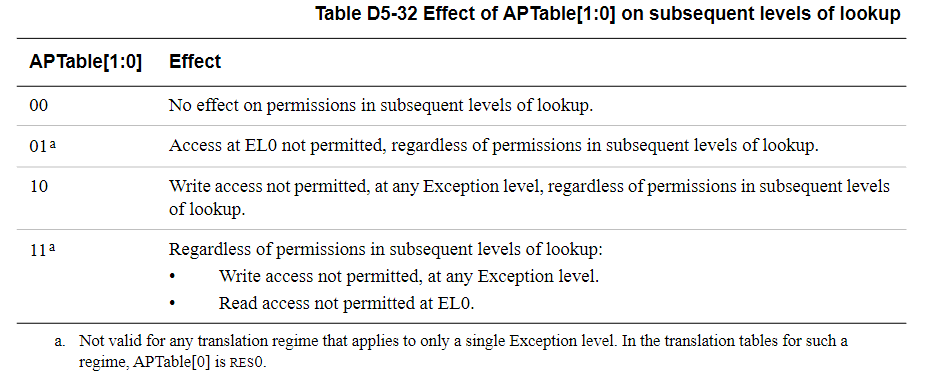 Table D5-32 Effect of APTable[1:0] on subsequent levels of lookup
APTable[1:0] Effect
00 No effect on permissions in subsequent levels of lookup.
01 a Access at EL0 not permitted, regardless of permissions in subsequent levels of lookup.
10 Write access not permitted, at any Exception level, regardless of permissions in subsequent levels
of lookup.
11 a Regardless of permissions in subsequent levels of lookup:
• Write access not permitted, at any Exception level.
• Read access not permitted at EL0.
a. Not valid for any translation regime that applies to only a single Exception level. In the translation tables for such a
regime, APTable[0] is RES0.